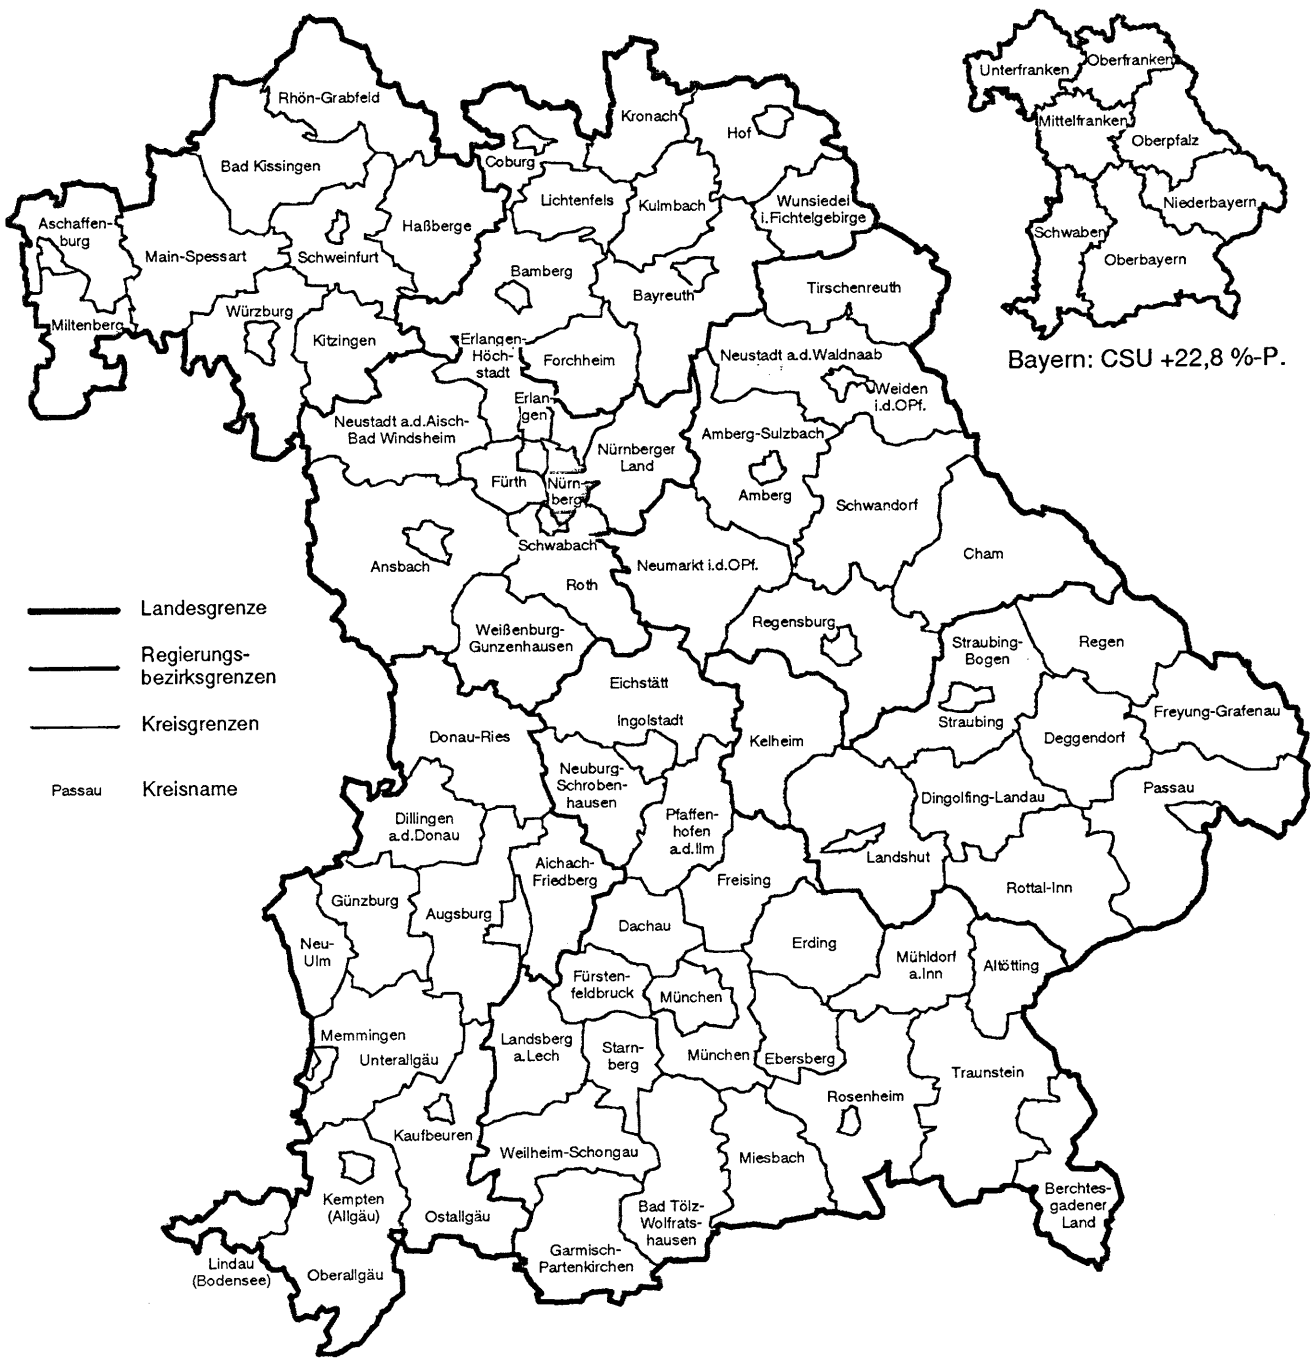 Rhön-Grabfeld
Kronach
Hof
Coburg
Bad Kissingen
Lichtenfels
Kulmbach
Wunsiedel
i.Fichtelgebirge
Aschaffen-
burg
Main-Spessart
Schweinfurt
Haßberge
Bamberg
Bayreuth
Tirschenreuth
Miltenberg
Würzburg
Kitzingen
Erlangen-
Höch-
stadt
Forchheim
Neustadt a.d.Waldnaab
Weiden
i.d.OPf.
Erlan-
gen
Neustadt a.d.Aisch-
Bad Windsheim
Nürnberger
Land
Amberg-Sulzbach
Amberg
Schwandorf
Fürth
Nürn-
berg
Schwabach
Ansbach
Roth
Neumarkt i.d.OPf.
Cham
Weißenburg-
Gunzenhausen
Regensburg
Straubing-
Bogen
Regen
Straubing
Eichstätt
Ingolstadt
Kelheim
Deggendorf
Freyung-Grafenau
Donau-Ries
Neuburg-
Schroben-
hausen
Pfaffen-
hofen
a.d.Ilm
Dingolfing-Landau
Passau
Dillingen
a.d.Donau
Aichach-
Friedberg
Landshut
Rottal-Inn
Freising
Günzburg
Augsburg
Dachau
Erding
Mühldorf
a.Inn
Altötting
Neu-
Ulm
Fürsten-
feldbruck
München
Memmingen
Unterallgäu
Landsberg
a.Lech
Starn-
berg
München
Ebersberg
Traunstein
Rosenheim
Kaufbeuren
Weilheim-Schongau
Miesbach
Kempten
(Allgäu)
Ostallgäu
Bad Tölz-
Wolfrats-
hausen
Berchtes-
gadener
Land
Lindau
(Bodensee)
Oberallgäu
Garmisch-
Partenkirchen
Unterfranken
Oberfranken
Mittelfranken
Oberpfalz
Niederbayern
Schwaben
Oberbayern
Bayern: CSU +22,8 %-P.
Landesgrenze
Regierungs-
bezirksgrenzen
Kreisgrenzen
Passau Kreisname